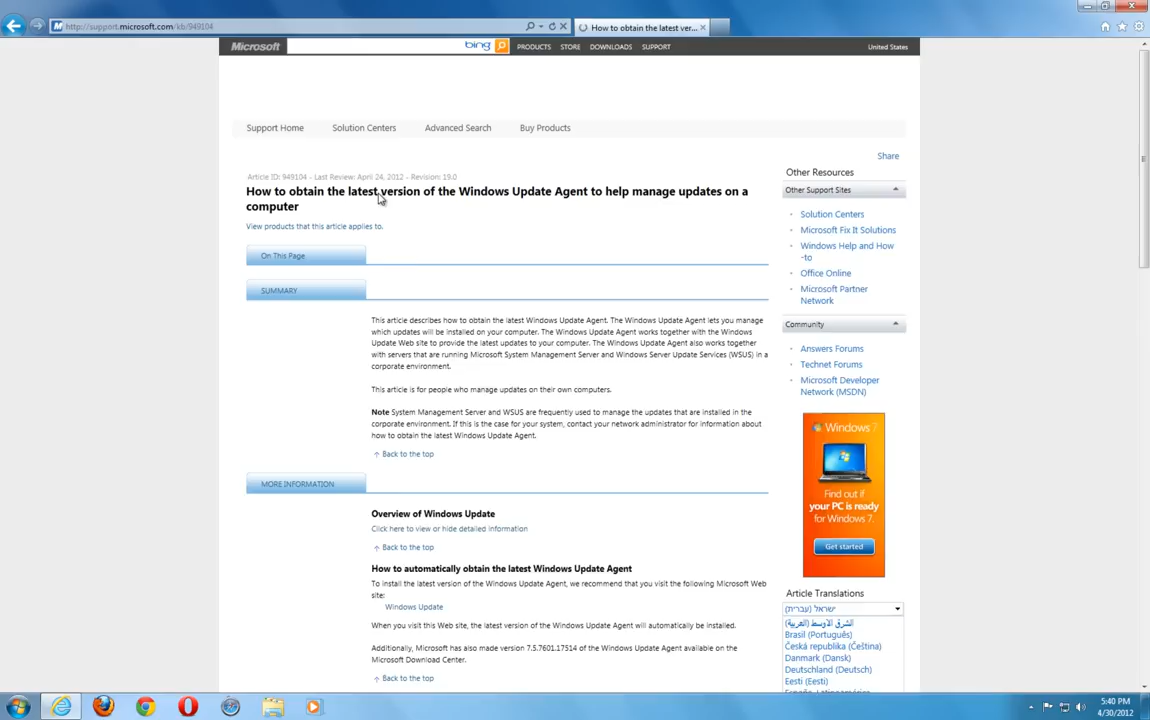 http://support.microsoft.com/kb/949104
How to obtain the latest ver...
Microsoft
bing
PRODUCTS STORE DOWNLOADS SUPPORT
United States
Support Home Solution Centers Advanced Search Buy Products
Share
Article ID: 949104 - Last Review: April 24, 2012 - Revision: 19.0
How to obtain the latest version of the Windows Update Agent to help manage updates on a
computer
View products that this article applies to.
On This Page
SUMMARY
This article describes how to obtain the latest Windows Update Agent. The Windows Update Agent lets you manage
which updates will be installed on your computer. The Windows Update Agent works together with the Windows
Update Web site to provide the latest updates to your computer. The Windows Update Agent also works together
with servers that are running Microsoft System Management Server and Windows Server Update Services (WSUS) in a
corporate environment.
This article is for people who manage updates on their own computers.
Note System Management Server and WSUS are frequently used to manage the updates that are installed in the
corporate environment. If this is the case for your system, contact your network administrator for information about
how to obtain the latest Windows Update Agent.
Back to the top
MORE INFORMATION
Overview of Windows Update
Click here to view or hide detailed information
Back to the top
How to automatically obtain the latest Windows Update Agent
To install the latest version of the Windows Update Agent, we recommend that you visit the following Microsoft Web
site:
Windows Update
When you visit this Web site, the latest version of the Windows Update Agent will automatically be installed.
Additionally, Microsoft has also made version 7.5.7601.17514 of the Windows Update Agent available on the
Microsoft Download Center.
Back to the top
Other Resources
Other Support Sites
Solution Centers
Microsoft Fix It Solutions
Windows Help and How
-to
Office Online
Microsoft Partner
Network
Community
Answers Forums
Technet Forums
Microsoft Developer
Network (MSDN)
Windows 7
Find out if
your PC is ready
for Windows 7.
Get started
Article Translations
ישראל (עברית)
الشرق الأوسط (العربية)
Brasil (Português)
Česká republika (Čeština)
Danmark (Dansk)
Deutschland (Deutsch)
Eesti (Eesti)
5:40 PM
4/30/2012